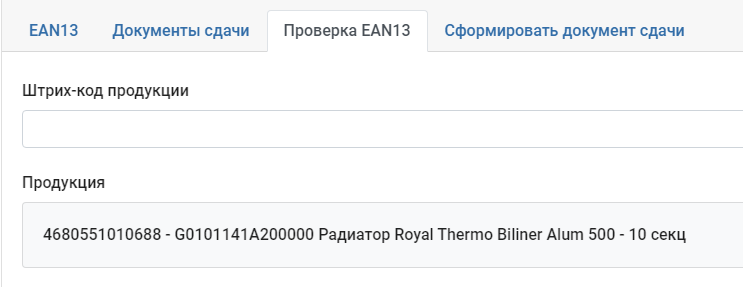 EAN13 Документы сдачи Проверка EAN13 Сформировать документ сдачи
Штрих-код продукции
Продукция
4680551010688 - G0101141A200000 Радиатор Royal Thermo Biliner Alum 500 - 10 секц